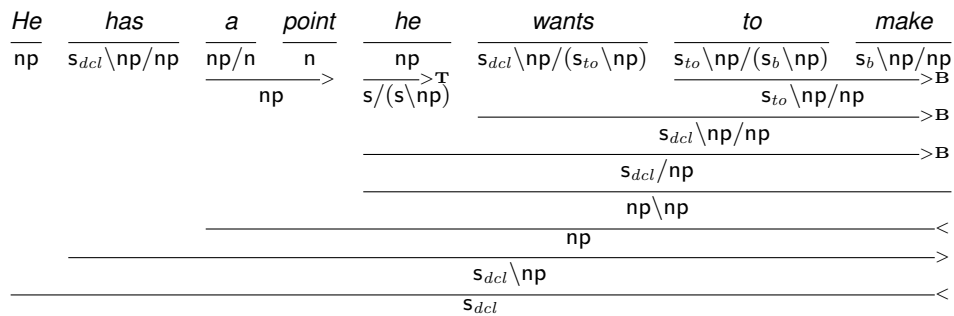 He has a point he wants to make
np s_dcl\np/np np/n n np s_dcl\np/(s_to\np) s_to\np/(s_b\np) s_b\np/np
> >T >B
np s/(s\np) s_to\np/np
>B
s_dcl\np/np
>B
s_dcl/np
np\np
<
np
>
s_dcl\np
<
s_dcl